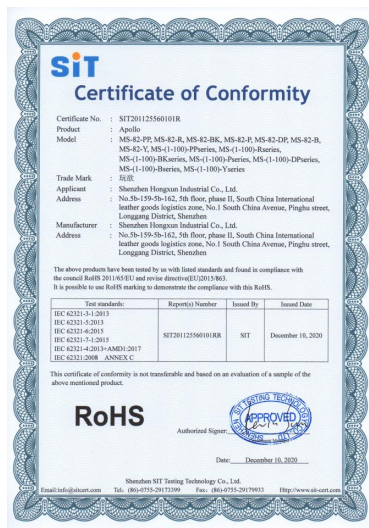 SiT
Certificate of Conformity
Certificate No. : SIT201125560101R
Product : Apollo
Model : MS-82-PP, MS-82-R, MS-82-BK, MS-82-P, MS-82-DP, MS-82-B,
MS-82-Y, MS-(1-100)-PPseries, MS-(1-100)-Rseries,
MS-(1-100)-BKseries, MS-(1-100)-Pseries, MS-(1-100)-DPseries,
MS-(1-100)-Bseries, MS-(1-100)-Yseries
Trade Mark : 玩欲
Applicant : Shenzhen Hongxun Industrial Co., Ltd.
Address : No.5b-159-5b-162, 5th floor, phase II, South China International
leather goods logistics zone, No.1 South China Avenue, Pinghu street,
Longgang District, Shenzhen
Manufacturer : Shenzhen Hongxun Industrial Co., Ltd.
Address : No.5b-159-5b-162, 5th floor, phase II, South China International
leather goods logistics zone, No.1 South China Avenue, Pinghu street,
Longgang District, Shenzhen
The above products have been tested by us with listed standards and found in compliance with
the council RoHS 2011/65/EU and revise directive(EU)2015/863.
It is possible to use RoHS marking to demonstrate the compliance with this RoHS.
Test standards: Report(s) Number Issued By Issued Date
IEC 62321-3-1:2013
IEC 62321-5:2013
IEC 62321-6:2015
IEC 62321-7-1:2015
IEC 62321-4:2013+AMD1:2017
IEC 62321:2008 ANNEX C
SIT201125560101RR SIT December 10, 2020
This certificate of conformity is not transferable and based on an evaluation of a sample of the
above mentioned product.
RoHS
SIT TESTING TECHNOLOGY
APPROVED
Authorized Signer:
Date: December 10, 2020
Shenzhen SIT Testing Technology Co., Ltd.
Email:info@sitcert.com Tel: (86)-0755-29173399 Fax: (86)-0755-29179933 Http://www.sit-cert.com